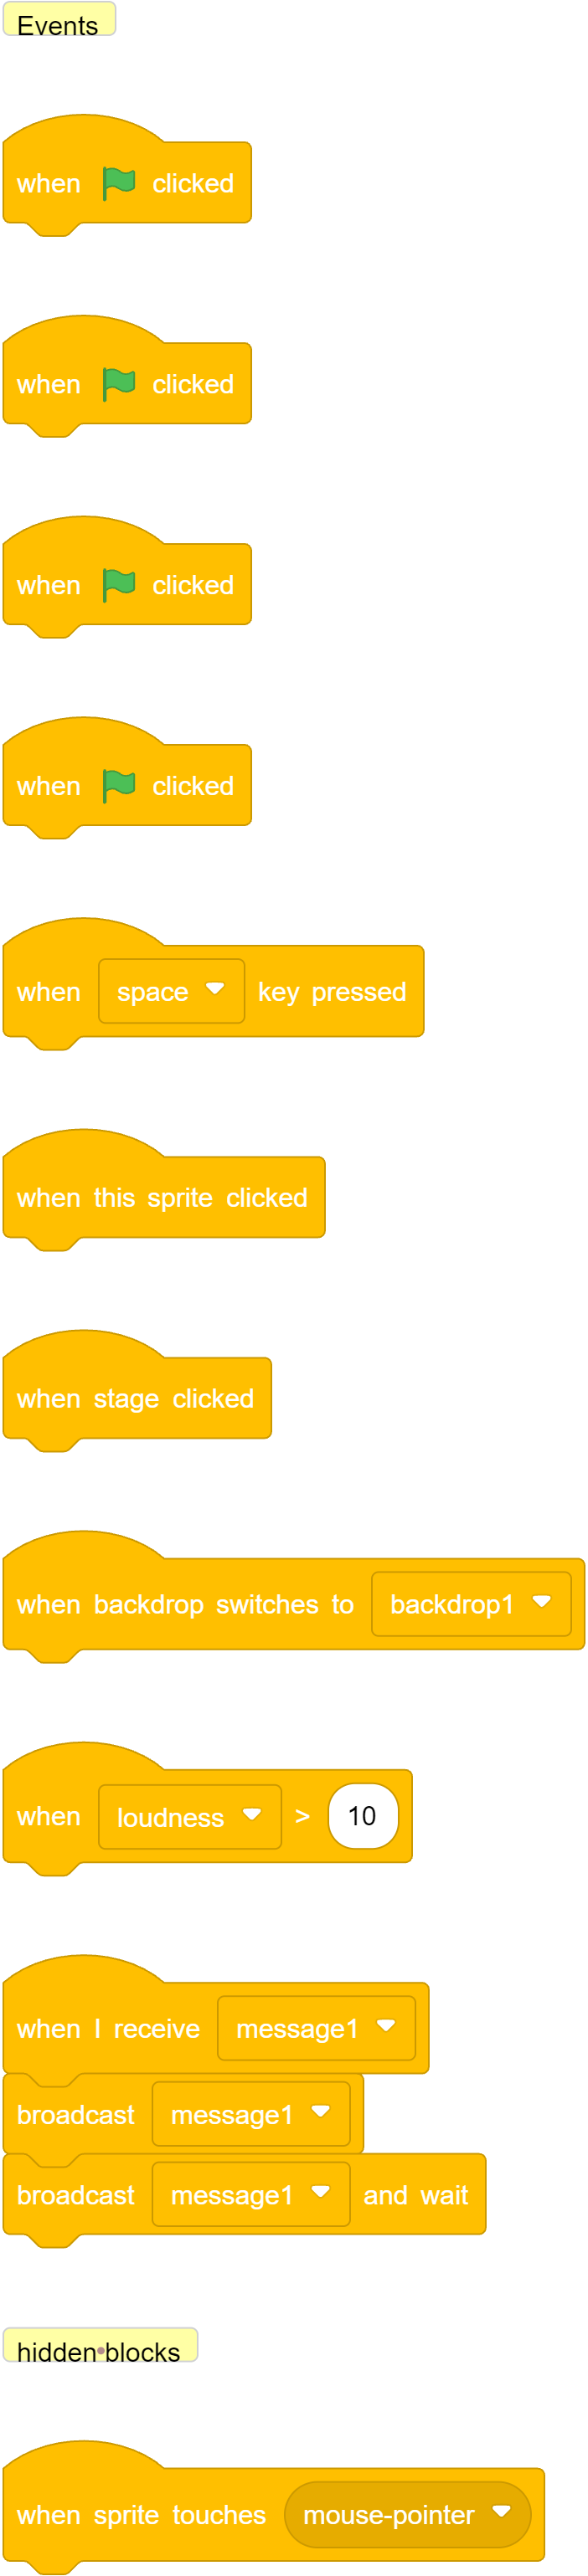 Events
when clicked
when clicked
when clicked
when clicked
when space key pressed
when this sprite clicked
when stage clicked
when backdrop switches to backdrop1
when loudness > 10
when I receive message1
broadcast message1
broadcast message1 and wait
hidden•blocks
when sprite touches mouse-pointer